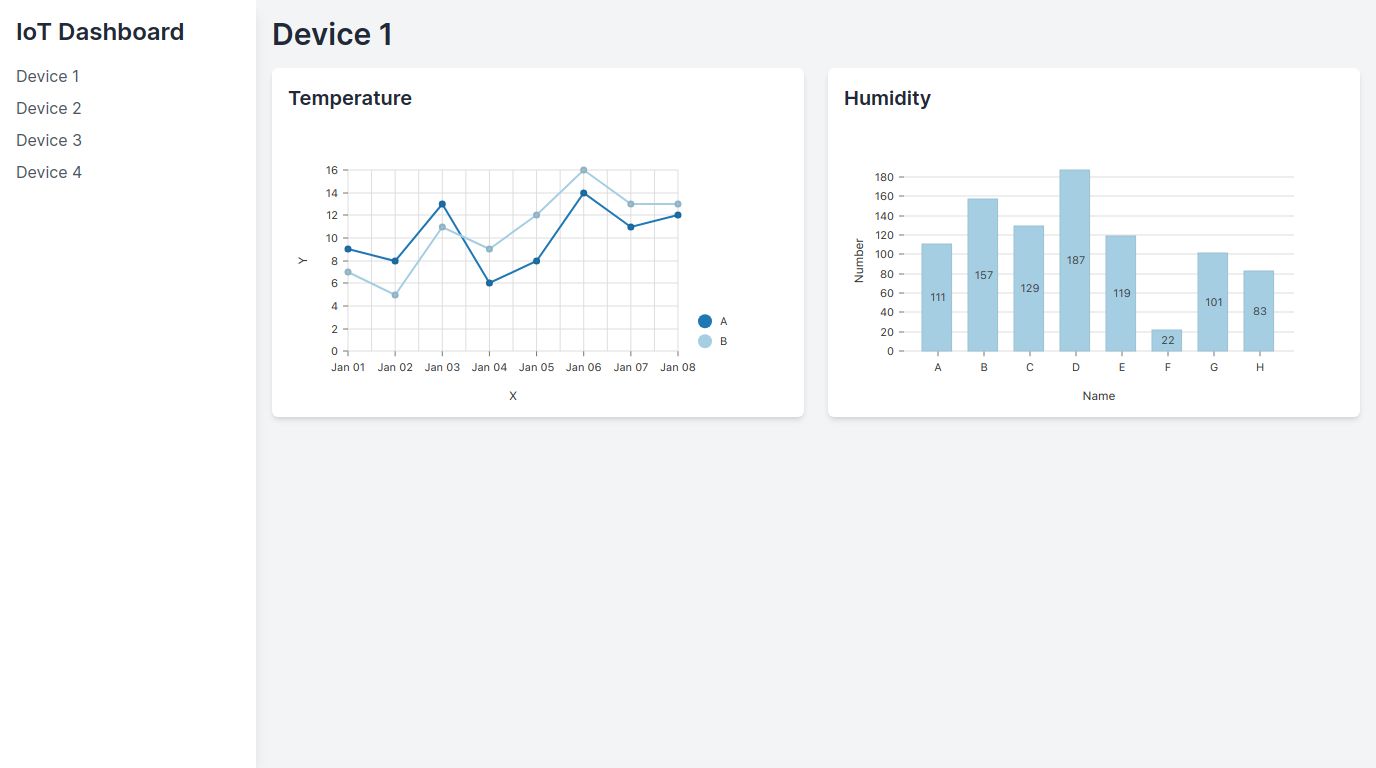 IoT Dashboard
Device 1
Device 2
Device 3
Device 4
Device 1
Temperature
16
14
12
10
8
6
4
2
0
Y
Jan 01 Jan 02 Jan 03 Jan 04 Jan 05 Jan 06 Jan 07 Jan 08
X
A
B
Humidity
180
160
140
120
100
80
60
40
20
0
Number
111 157 129 187 119 22 101 83
A B C D E F G H
Name